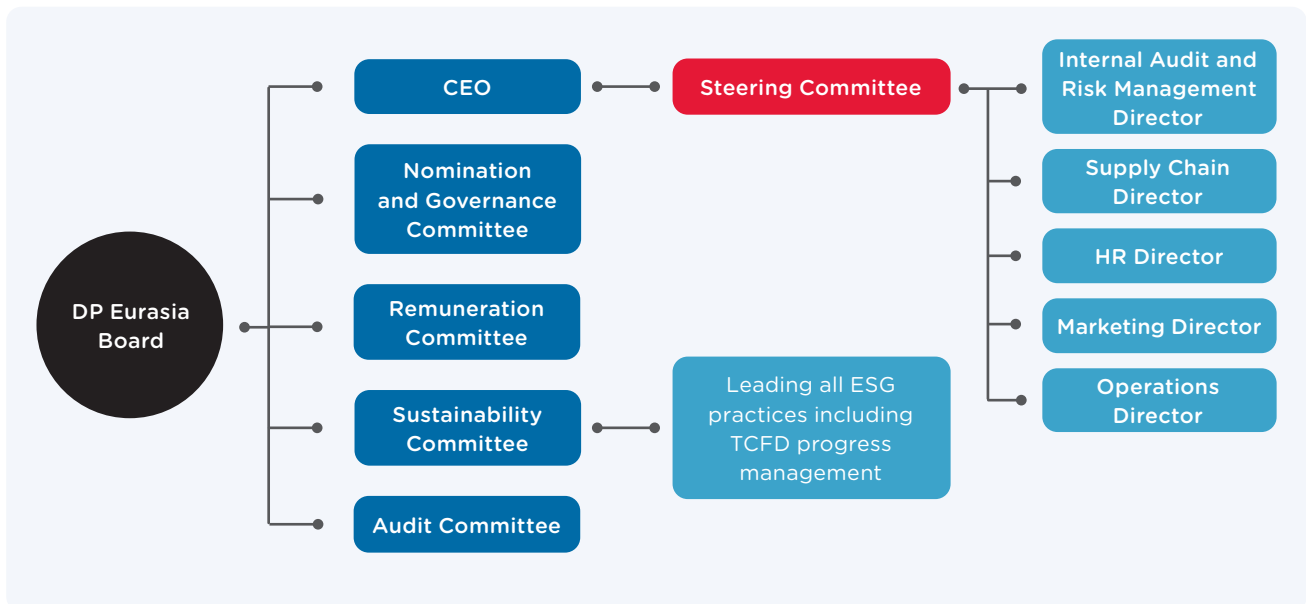 DP Eurasia
Board
CEO
Nomination
and Governance
Committee
Remuneration
Committee
Sustainability
Committee
Audit Committee
Steering Committee
Leading all ESG
practices including
TCFD progress
management
Internal Audit and
Risk Management
Director
Supply Chain
Director
HR Director
Marketing Director
Operations
Director